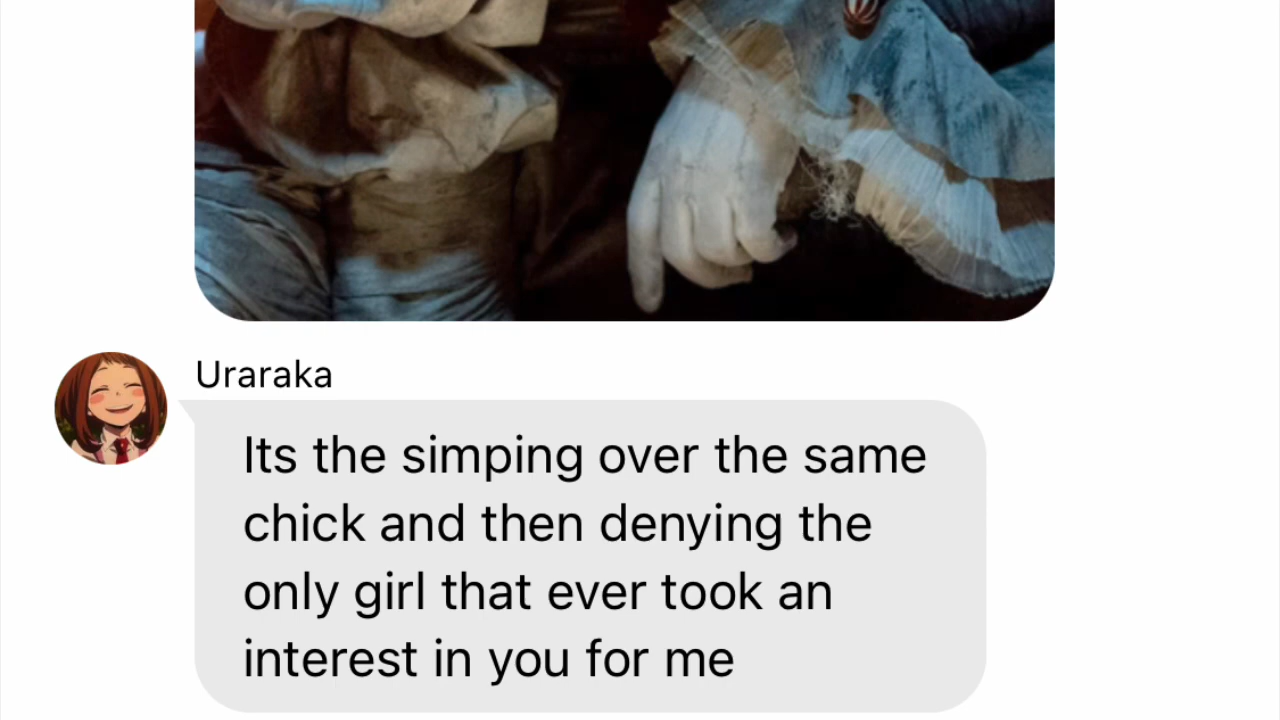 Uraraka
Its the simping over the same
chick and then denying the
only girl that ever took an
interest in you for me